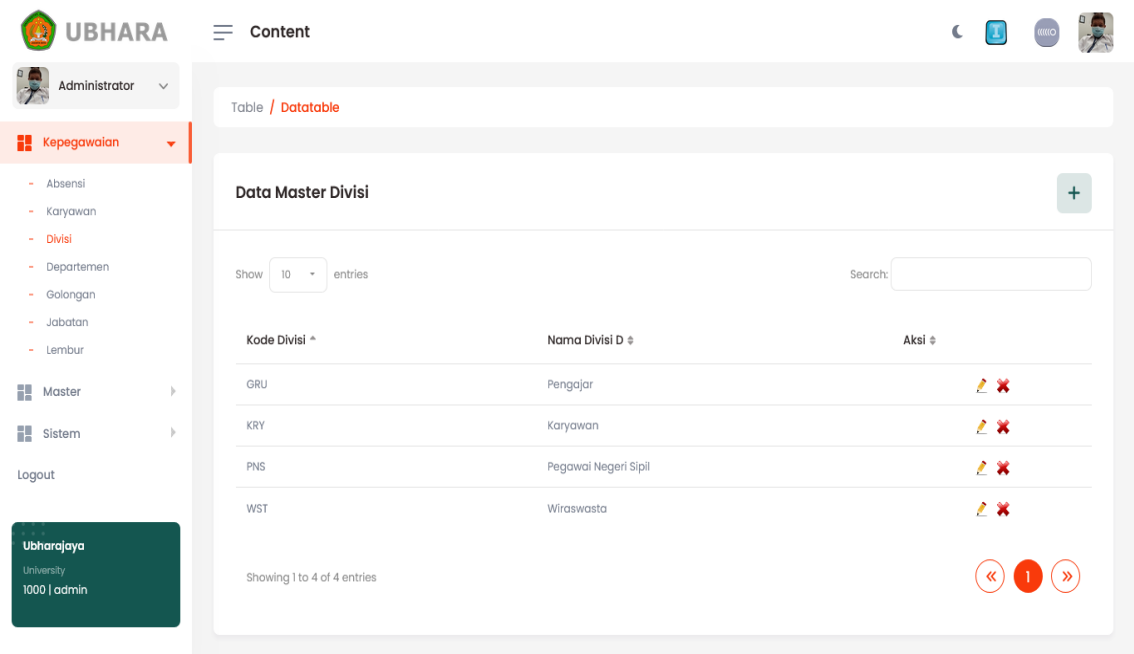 UBHARA
Content
Administrator
Kepegawaian
- Absensi
- Karyawan
- Divisi
- Departemen
- Golongan
- Jabatan
- Lembur
Master
Sistem
Logout
Ubharajaya
University
1000 | admin
Table / Datatable
Data Master Divisi
+
Show 10 entries
Search:
Kode Divisi Nama Divisi D Aksi
GRU Pengajar
KRY Karyawan
PNS Pegawai Negeri Sipil
WST Wiraswasta
Showing 1 to 4 of 4 entries
« 1 »